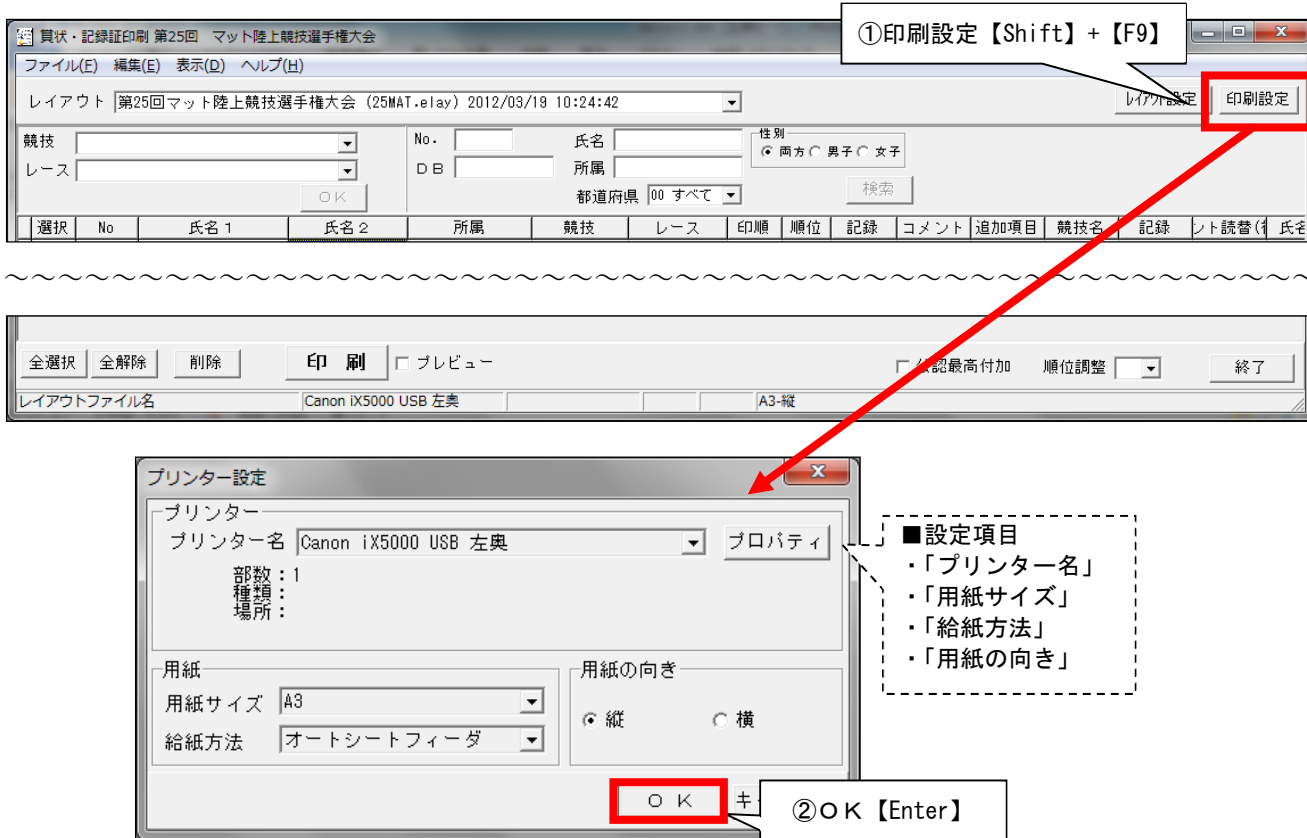 ①印刷設定【Shift】+【F9】
賞状・記録証印刷 第25回 マット陸上競技選手権大会
ファイル(F) 編集(E) 表示(D) ヘルプ(H)
レイアウト 第25回マット陸上競技選手権大会 (25MAT.elay) 2012/03/19 10:24:42
レイアウト設定 印刷設定
競技 No. 氏名 性別
両方 男子 女子
レース DB 所属
OK 都道府県 00 すべて 検索
選択 No 氏名1 氏名2 所属 競技 レース 印順 順位 記録 コメント 追加項目 競技名 記録 ント読替(
～～～～～～～～～～～～～～～～～～～～～～～～～～～～～～～～～～～～～～～～
全選択 全解除 削除 印 刷 プレビュー 認最高付加 順位調整 終了
レイアウトファイル名 Canon iX5000 USB 左奥 A3-縦
プリンター設定
プリンター
プリンター名 Canon iX5000 USB 左奥 プロパティ
部数：1
種類：
場所：
■設定項目
・「プリンター名」
・「用紙サイズ」
・「給紙方法」
・「用紙の向き」
用紙 用紙の向き
用紙サイズ A3
縦 横
給紙方法 オートシートフィーダ
OK キ
②OK【Enter】